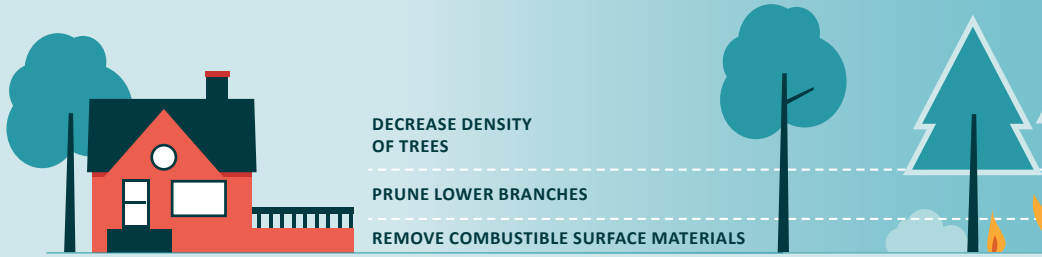 DECREASE DENSITY
OF TREES
PRUNE LOWER BRANCHES
REMOVE COMBUSTIBLE SURFACE MATERIALS